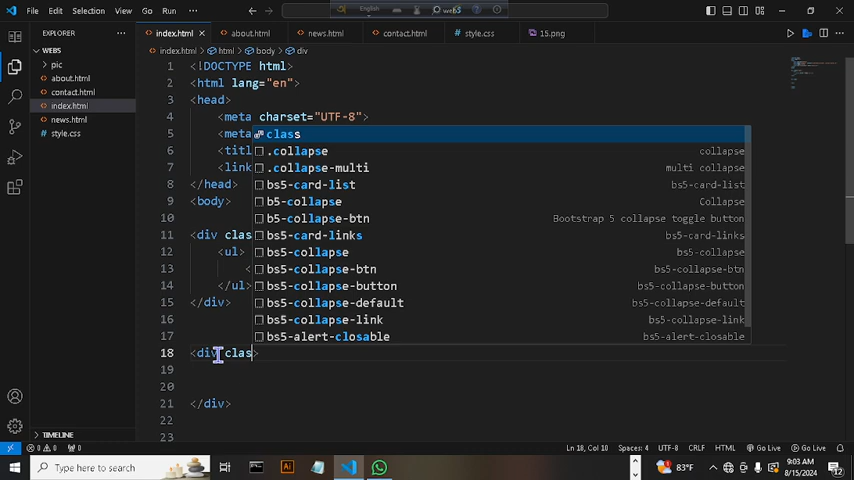 File Edit Selection View Go Run ··· English webs
EXPLORER ··· index.html × about.html news.html contact.html style.css 15.png ···
WEBS
pic
about.html
contact.html
index.html
news.html
style.css
TIMELINE
index.html > html > body > div
1 <!DOCTYPE html>
2 <html lang="en">
3 <head>
4 <meta charset="UTF-8">
5 <meta
6 <titl
7 <link
8 </head>
9 <body>
10
11 <div clas
12 <ul>
13 <
14 </ul>
15 </div>
16
17
18 <div clas>
19
20
21 </div>
22
23
class
.collapse collapse
.collapse-multi multi collapse
bs5-card-list bs5-card-list
b5-collapse Collapse
b5-collapse-btn Bootstrap 5 collapse toggle button
bs5-card-links bs5-card-links
bs5-collapse bs5-collapse
bs5-collapse-btn bs5-collapse-btn
bs5-collapse-button bs5-collapse-button
bs5-collapse-default bs5-collapse-default
bs5-collapse-link bs5-collapse-link
bs5-alert-closable bs5-alert-closable
0 0 0 Ln 18, Col 10 Spaces: 4 UTF-8 CRLF HTML Go Live Go Live
Type here to search 83°F 9:03 AM
8/15/2024 12